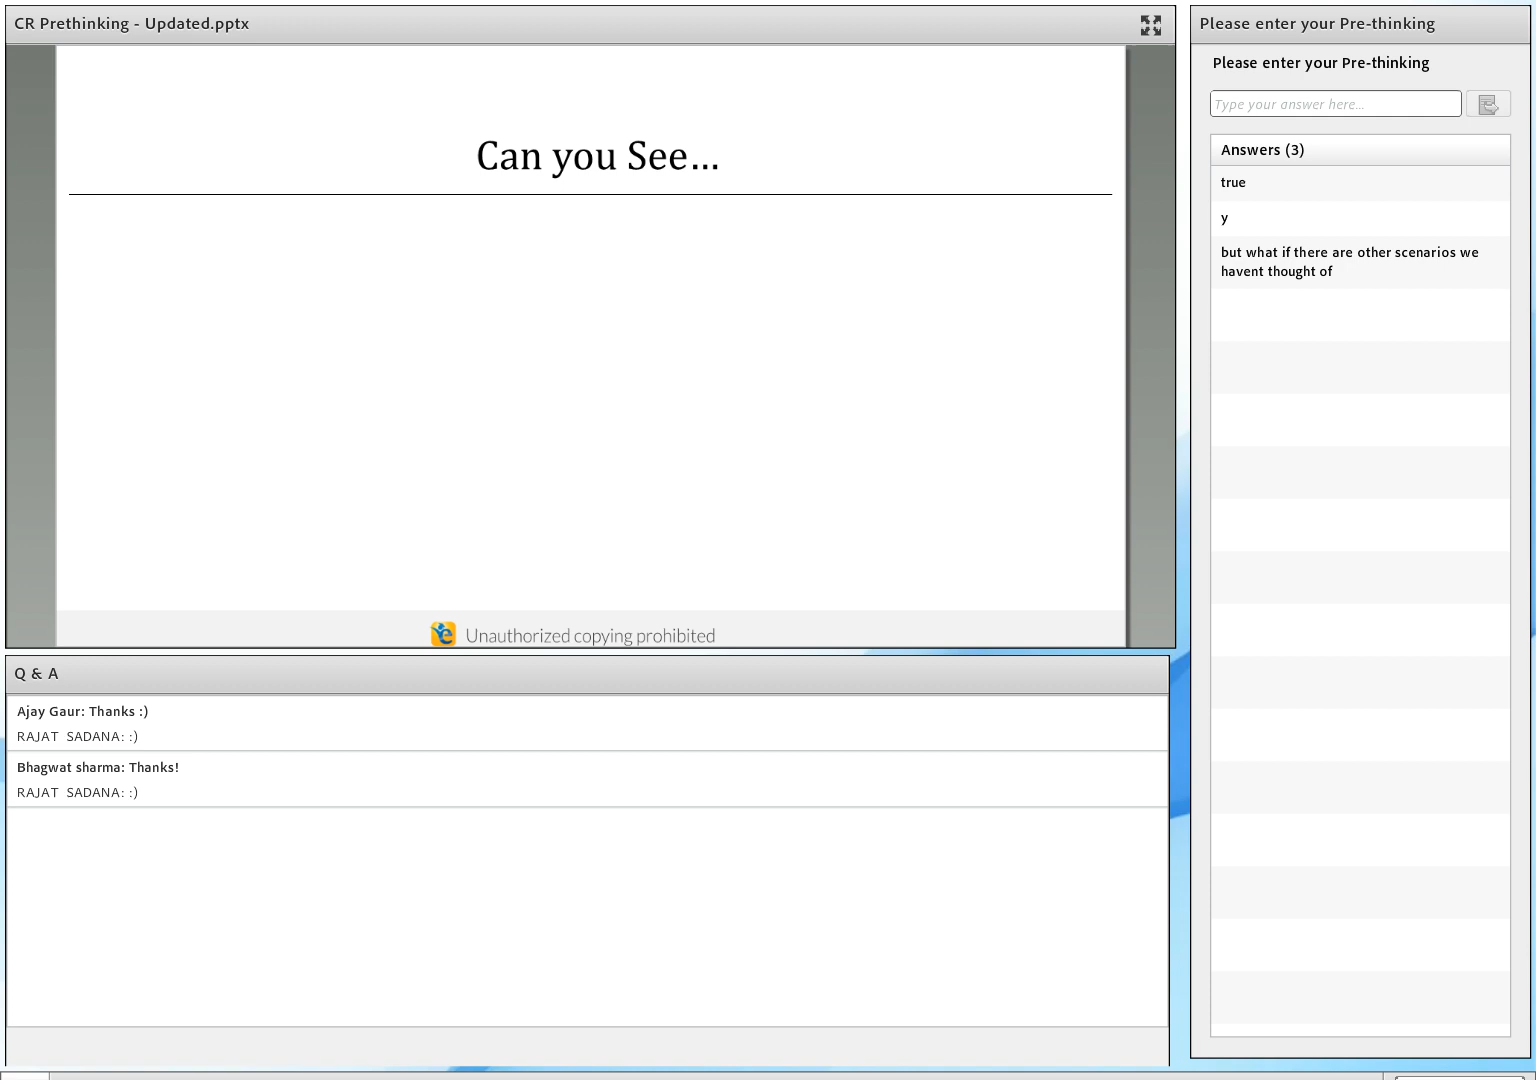 CR Prethinking - Updated.pptx
Can you See...
Unauthorized copying prohibited
Q & A
Ajay Gaur: Thanks :)
RAJAT SADANA: :)
Bhagwat sharma: Thanks!
RAJAT SADANA: :)
Please enter your Pre-thinking
Please enter your Pre-thinking
Type your answer here...
Answers (3)
true
y
but what if there are other scenarios we
havent thought of